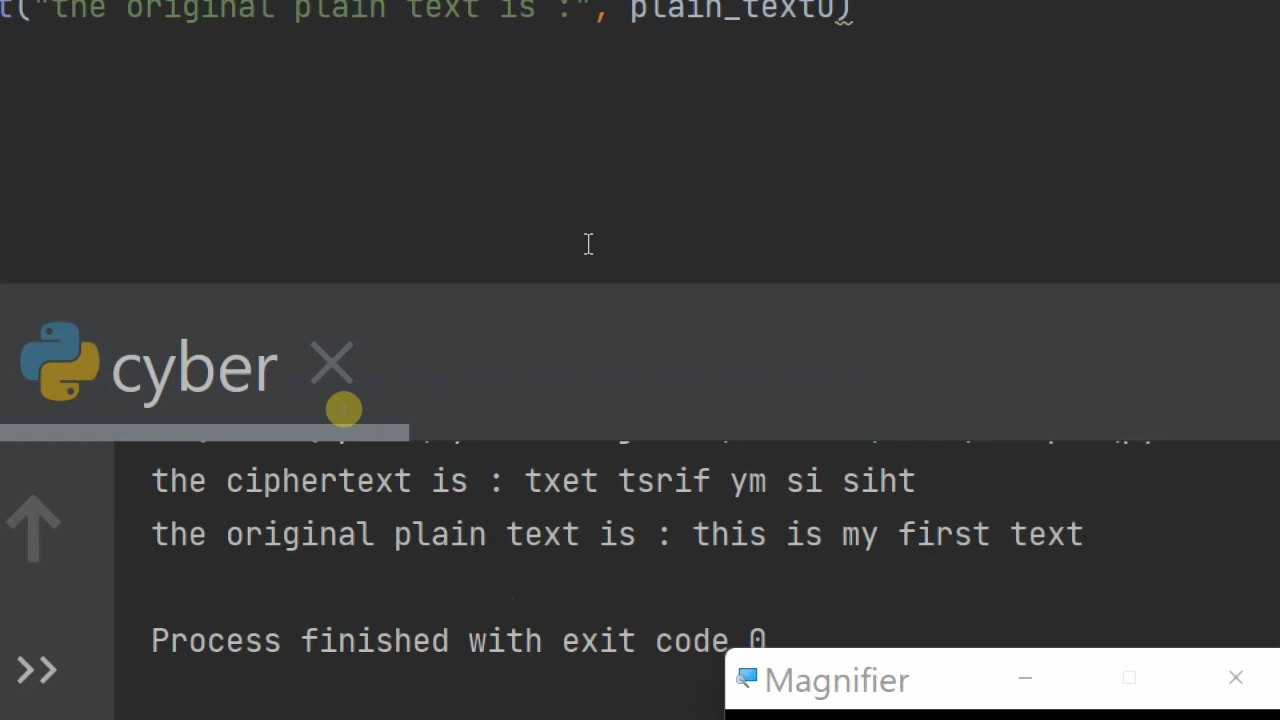 t("the original plain text is :", plain_textO)
cyber
the ciphertext is : txet tsrif ym si siht
the original plain text is : this is my first text
Process finished with exit code 0
Magnifier